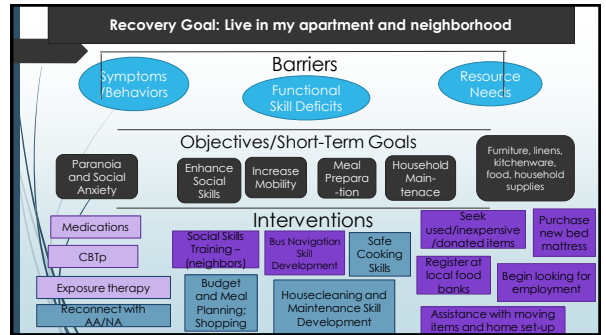 Recovery Goal: Live in my apartment and neighborhood
Barriers
Symptoms
/Behaviors
Functional
Skill Deficits
Resource
Needs
Objectives/Short-Term Goals
Paranoia
and Social
Anxiety
Enhance
Social
Skills
Increase
Mobility
Meal
Prepara
-tion
Household
Main-
tenace
Furniture, linens,
kitchenware,
food, household
supplies
Interventions
Medications
CBTp
Exposure therapy
Reconnect with
AA/NA
Social Skills
Training –
(neighbors)
Budget
and Meal
Planning;
Shopping
Bus Navigation
Skill
Development
Safe
Cooking
Skills
Housecleaning and
Maintenance Skill
Development
Seek
used/inexpensive
/donated items
Purchase
new bed
mattress
Register at
local food
banks
Begin looking for
employment
Assistance with moving
items and home set-up